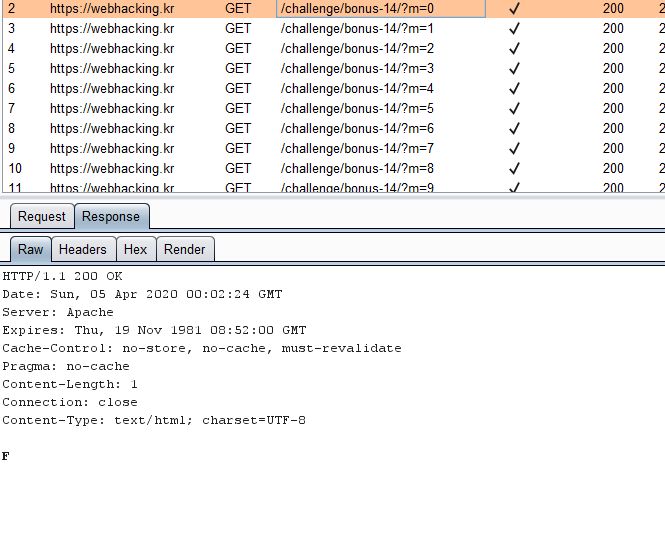 2 https://webhacking.kr GET /challenge/bonus-14/?m=0 ✓ 200 2
3 https://webhacking.kr GET /challenge/bonus-14/?m=1 ✓ 200 2
4 https://webhacking.kr GET /challenge/bonus-14/?m=2 ✓ 200 2
5 https://webhacking.kr GET /challenge/bonus-14/?m=3 ✓ 200 2
6 https://webhacking.kr GET /challenge/bonus-14/?m=4 ✓ 200 2
7 https://webhacking.kr GET /challenge/bonus-14/?m=5 ✓ 200 2
8 https://webhacking.kr GET /challenge/bonus-14/?m=6 ✓ 200 2
9 https://webhacking.kr GET /challenge/bonus-14/?m=7 ✓ 200 2
10 https://webhacking.kr GET /challenge/bonus-14/?m=8 ✓ 200 2
11 https://webhacking.kr GET /challenge/bonus-14/?m=9 ✓ 200 2
Request Response
Raw Headers Hex Render
HTTP/1.1 200 OK
Date: Sun, 05 Apr 2020 00:02:24 GMT
Server: Apache
Expires: Thu, 19 Nov 1981 08:52:00 GMT
Cache-Control: no-store, no-cache, must-revalidate
Pragma: no-cache
Content-Length: 1
Connection: close
Content-Type: text/html; charset=UTF-8
F